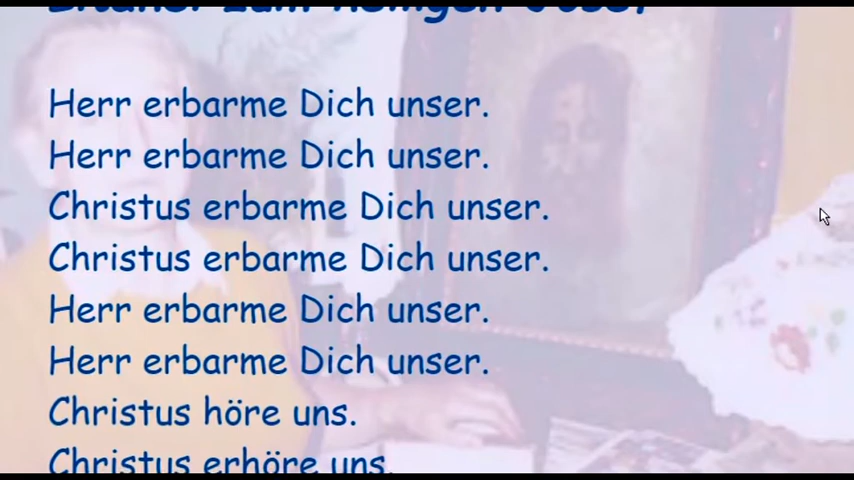 Herr erbarme Dich unser.
Herr erbarme Dich unser.
Christus erbarme Dich unser.
Christus erbarme Dich unser.
Herr erbarme Dich unser.
Herr erbarme Dich unser.
Christus höre uns.
Christus erhöre uns.